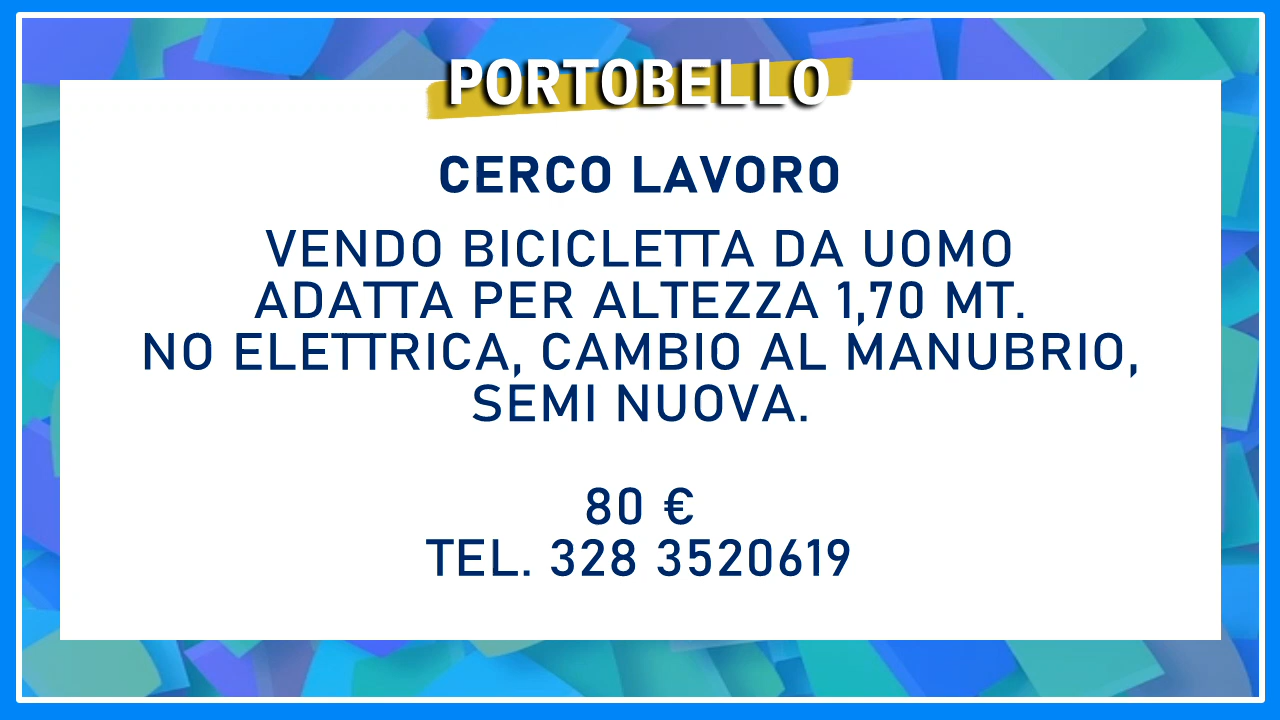 PORTOBELLO
CERCO LAVORO
VENDO BICICLETTA DA UOMO
ADATTA PER ALTEZZA 1,70 MT.
NO ELETTRICA, CAMBIO AL MANUBRIO,
SEMI NUOVA.
80 €
TEL. 328 3520619